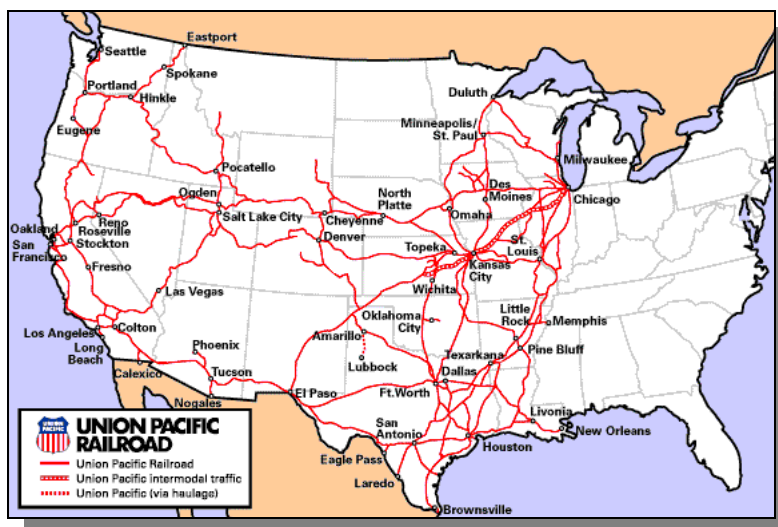 Eastport
Seattle
Spokane
Portland
Hinkle
Eugene
Duluth
Minneapolis/
St. Paul
Milwaukee
Pocatello
Ogden
Salt Lake City
Cheyenne
North
Platte
Omaha
Des
Moines
Chicago
Oakland
San
Francisco
Reno
Roseville
Stockton
Fresno
Denver
Topeka
Kansas
City
St.
Louis
Las Vegas
Wichita
Oklahoma
City
Little
Rock
Memphis
Pine Bluff
Los Angeles
Long
Beach
Colton
Calexico
Phoenix
Tucson
Nogales
El Paso
Amarillo
Lubbock
Texarkana
Dallas
Ft. Worth
San
Antonio
Eagle Pass
Laredo
Brownsville
Houston
Livonia
New Orleans
UNION
PACIFIC
UNION PACIFIC
RAILROAD
Union Pacific Railroad
Union Pacific intermodal traffic
Union Pacific (via haulage)